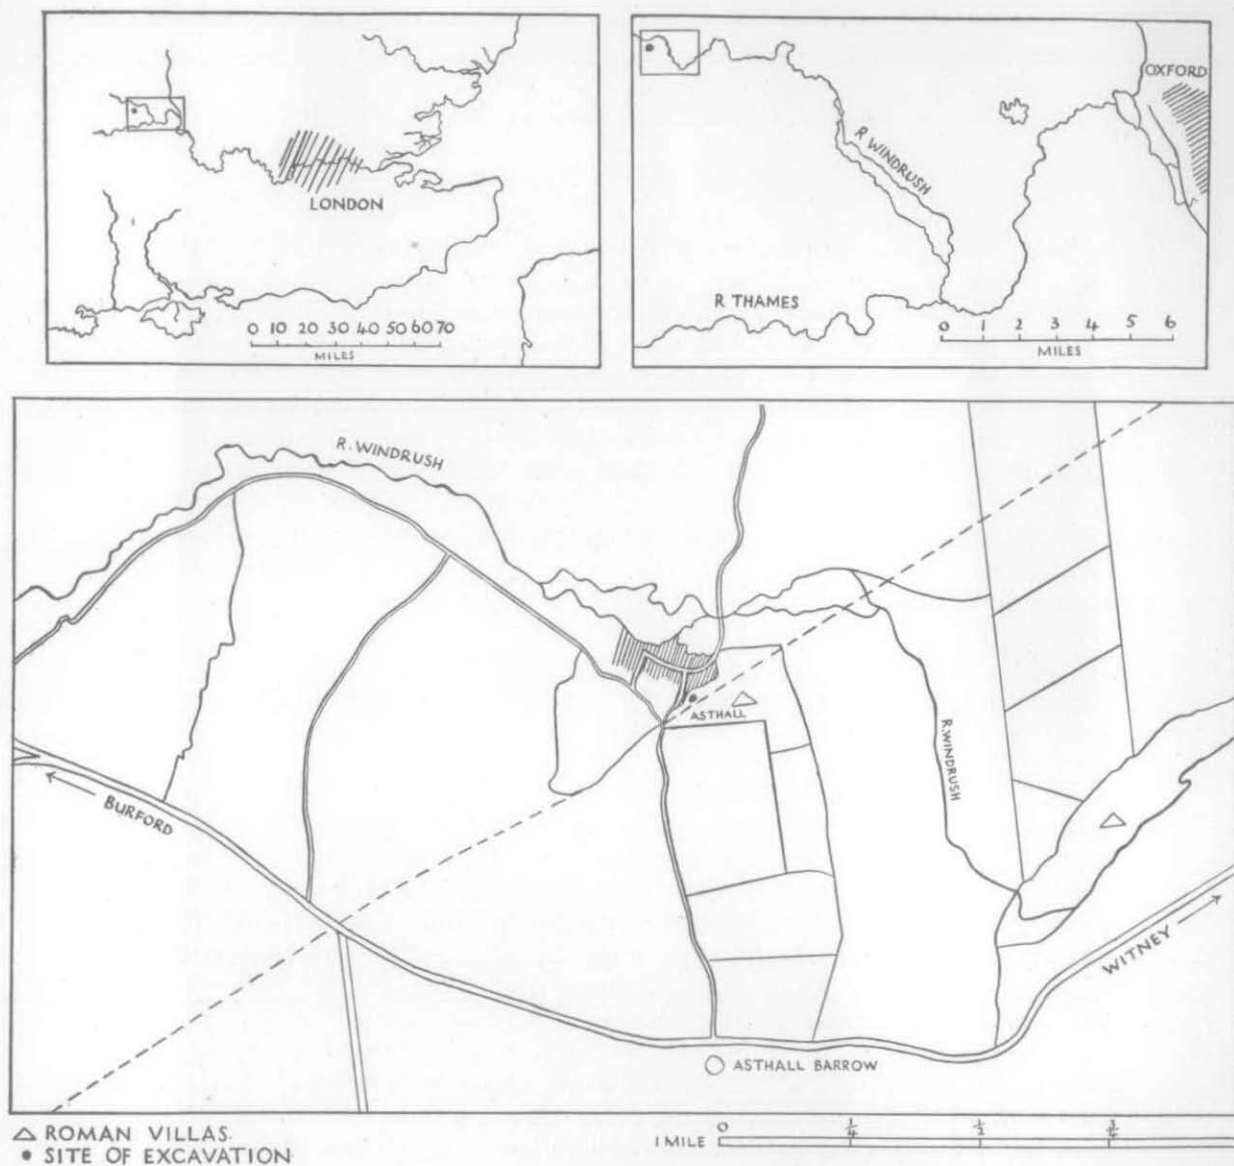 LONDON
0 10 20 30 40 50 60 70
MILES
OXFORD
R. WINDRUSH
R THAMES
0 1 2 3 4 5 6
MILES
R. WINDRUSH
ASTHALL
R. WINDRUSH
BURFORD
WITNEY
ASTHALL BARROW
△ ROMAN VILLAS.
• SITE OF EXCAVATION
1 MILE 0 1/4 1/2 3/4